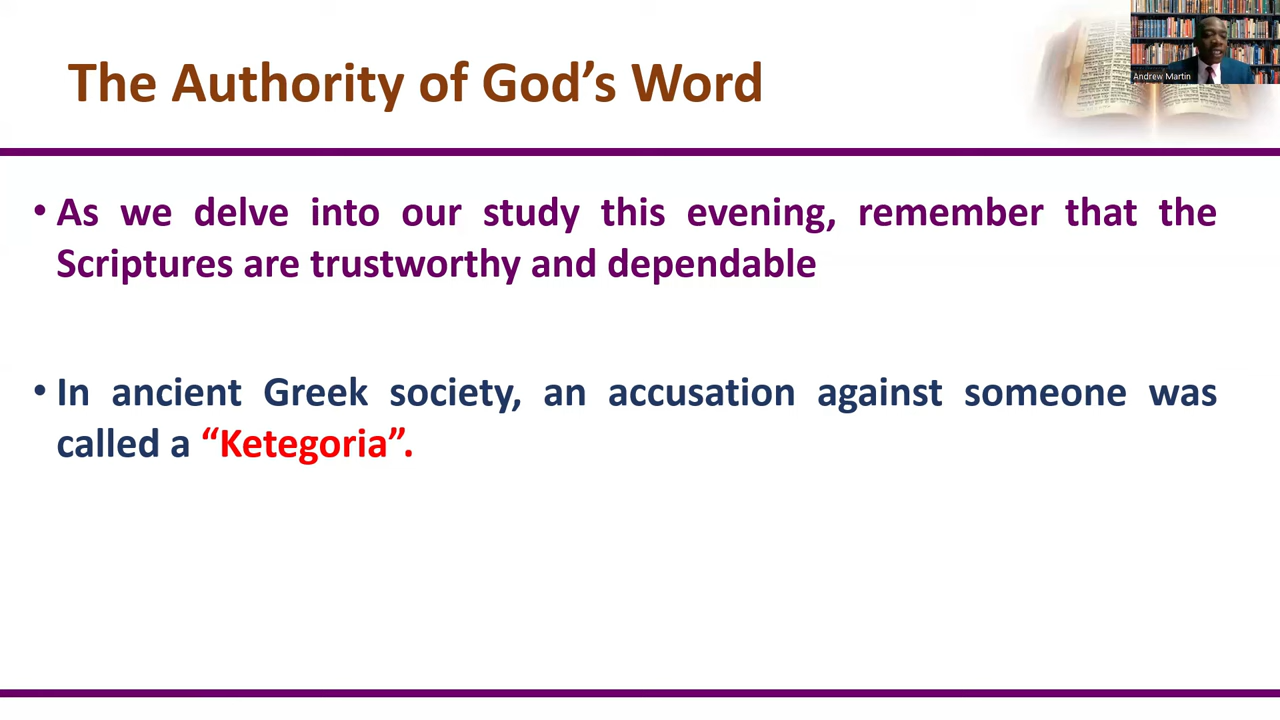 The Authority of God’s Word
Andrew Martin
• As we delve into our study this evening, remember that the
Scriptures are trustworthy and dependable
• In ancient Greek society, an accusation against someone was
called a “Ketegoria”.